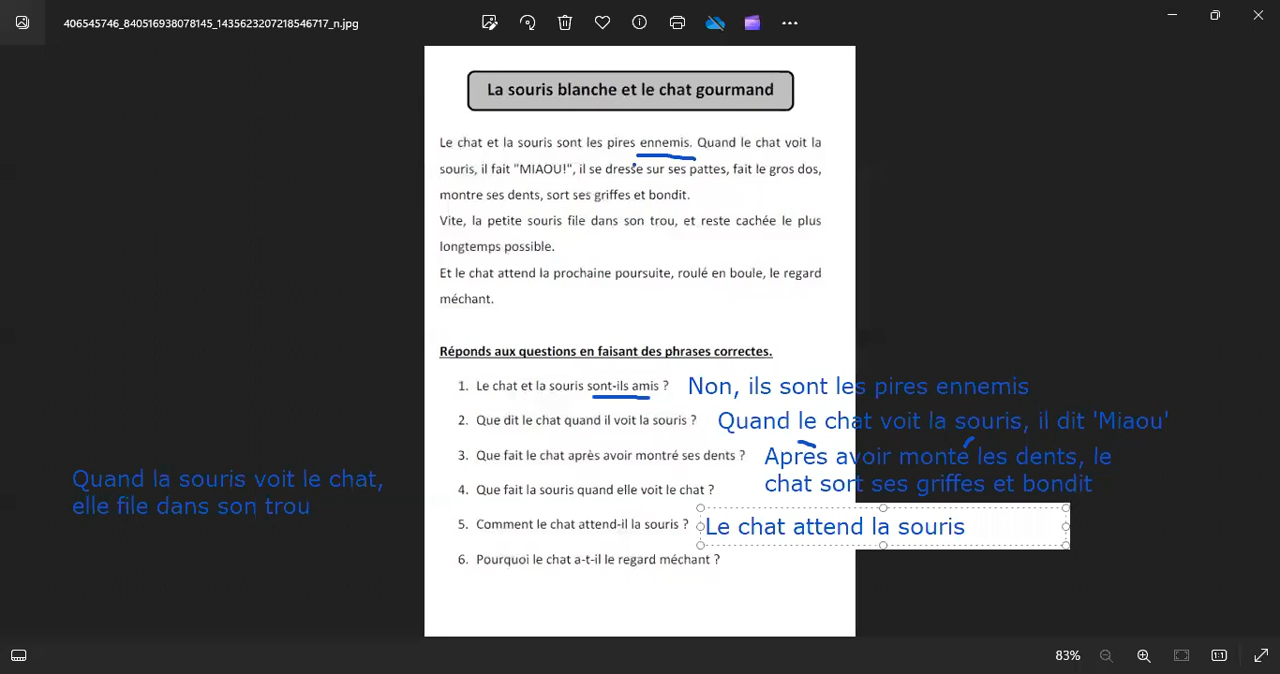 406545746_840516938078145_1435623207218546717_n.jpg
La souris blanche et le chat gourmand
Le chat et la souris sont les pires ennemis. Quand le chat voit la
souris, il fait "MIAOU!", il se dresse sur ses pattes, fait le gros dos,
montre ses dents, sort ses griffes et bondit.
Vite, la petite souris file dans son trou, et reste cachée le plus
longtemps possible.
Et le chat attend la prochaine poursuite, roulé en boule, le regard
méchant.
Réponds aux questions en faisant des phrases correctes.
1. Le chat et la souris sont-ils amis ? Non, ils sont les pires ennemis
2. Que dit le chat quand il voit la souris ? Quand le chat voit la souris, il dit 'Miaou'
3. Que fait le chat après avoir montré ses dents ? Apres avoir monte les dents, le
chat sort ses griffes et bondit
4. Que fait la souris quand elle voit le chat ?
Quand la souris voit le chat,
elle file dans son trou
5. Comment le chat attend-il la souris ? Le chat attend la souris
6. Pourquoi le chat a-t-il le regard méchant ?
83%
1:1